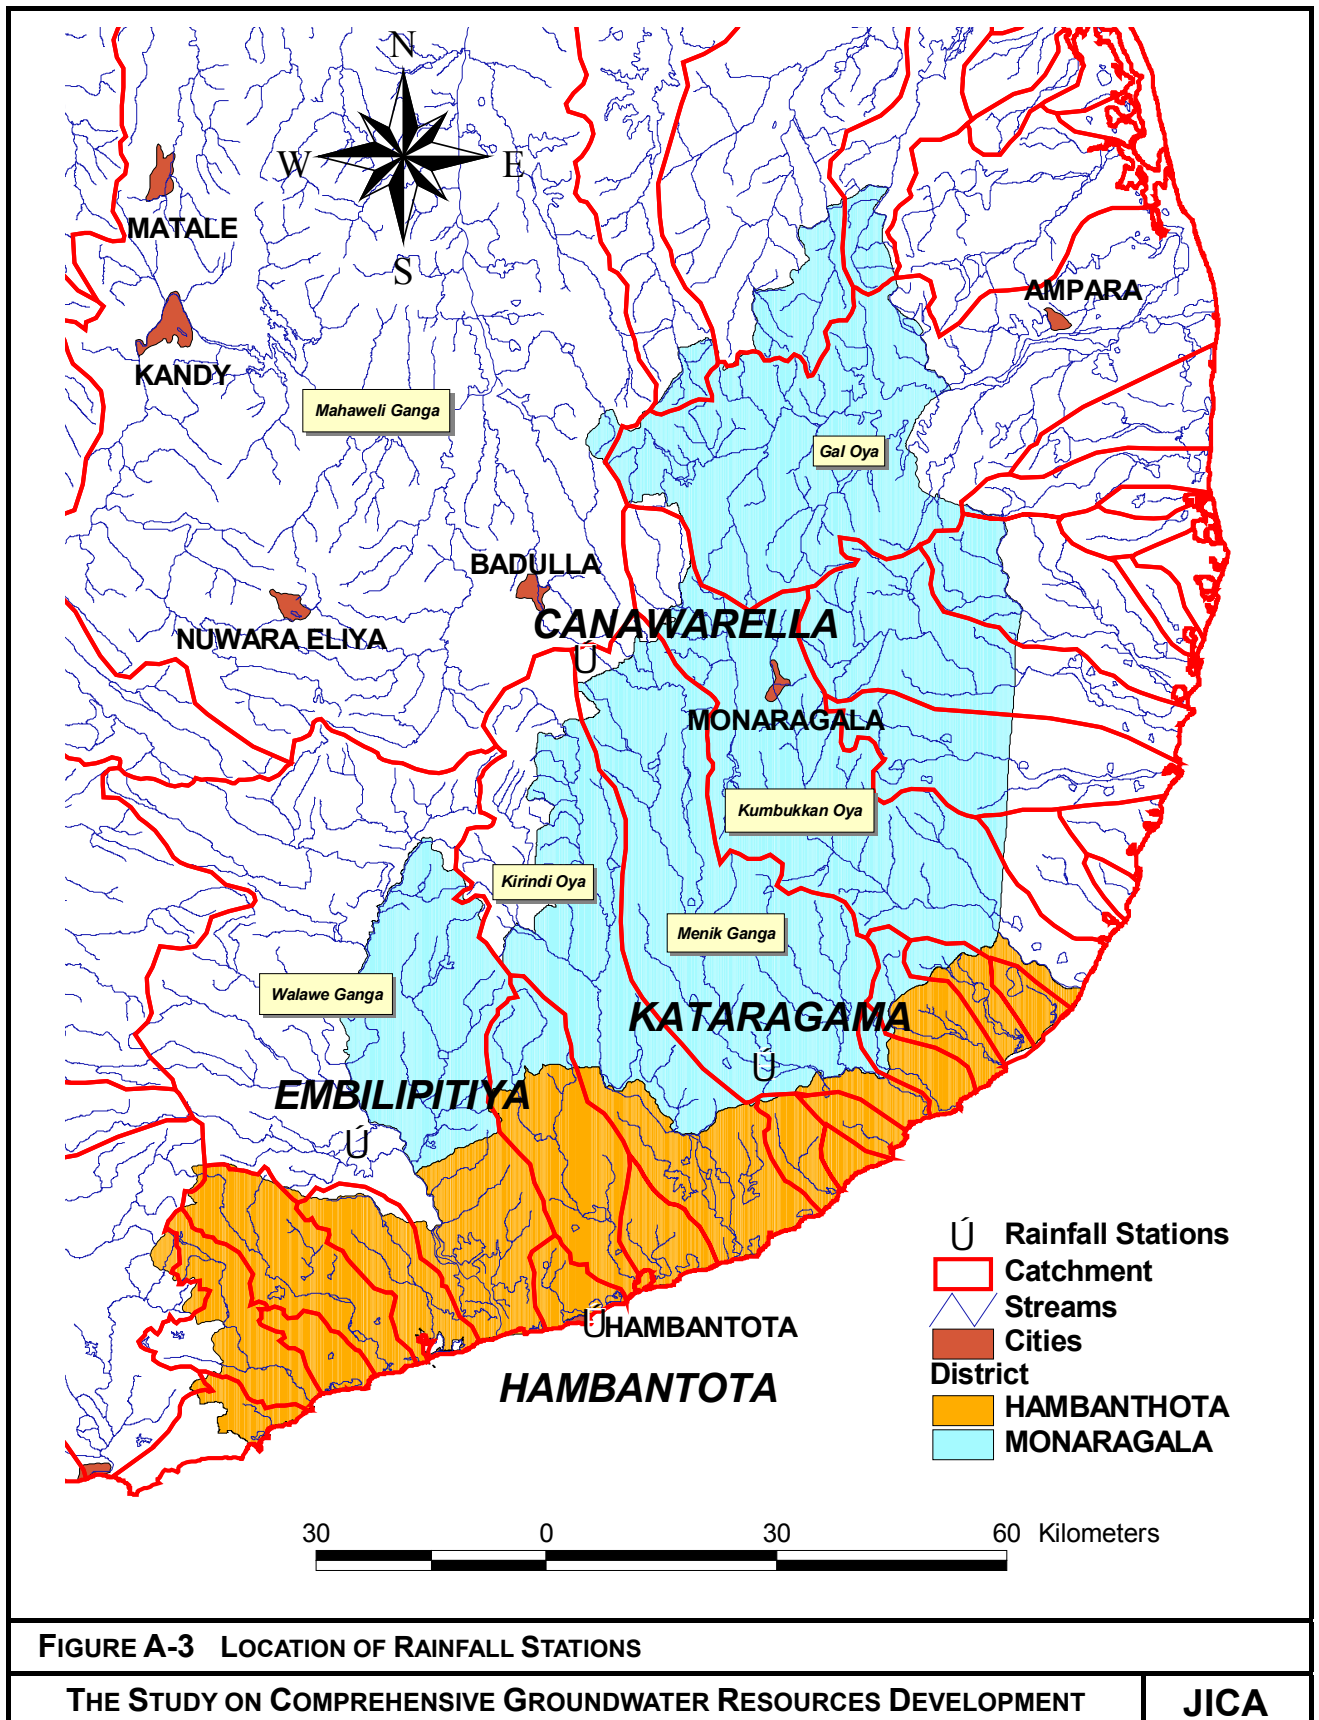 N
W E
S
MATALE
AMPARA
KANDY
Mahaweli Ganga
Gal Oya
BADULLA
CANAWARELLA
NUWARA ELIYA
Ú
MONARAGALA
Kumbukkan Oya
Kirindi Oya
Menik Ganga
Walawe Ganga
KATARAGAMA
Ú
EMBILIPITIYA
Ú
Ú Rainfall Stations
Catchment
Streams
ÚHAMBANTOTA
Cities
District
HAMBANTOTA
HAMBANTHOTA
MONARAGALA
30 0 30 60 Kilometers
FIGURE A-3 LOCATION OF RAINFALL STATIONS
THE STUDY ON COMPREHENSIVE GROUNDWATER RESOURCES DEVELOPMENT
JICA